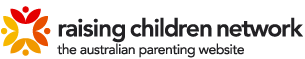 raising children network
the australian parenting website